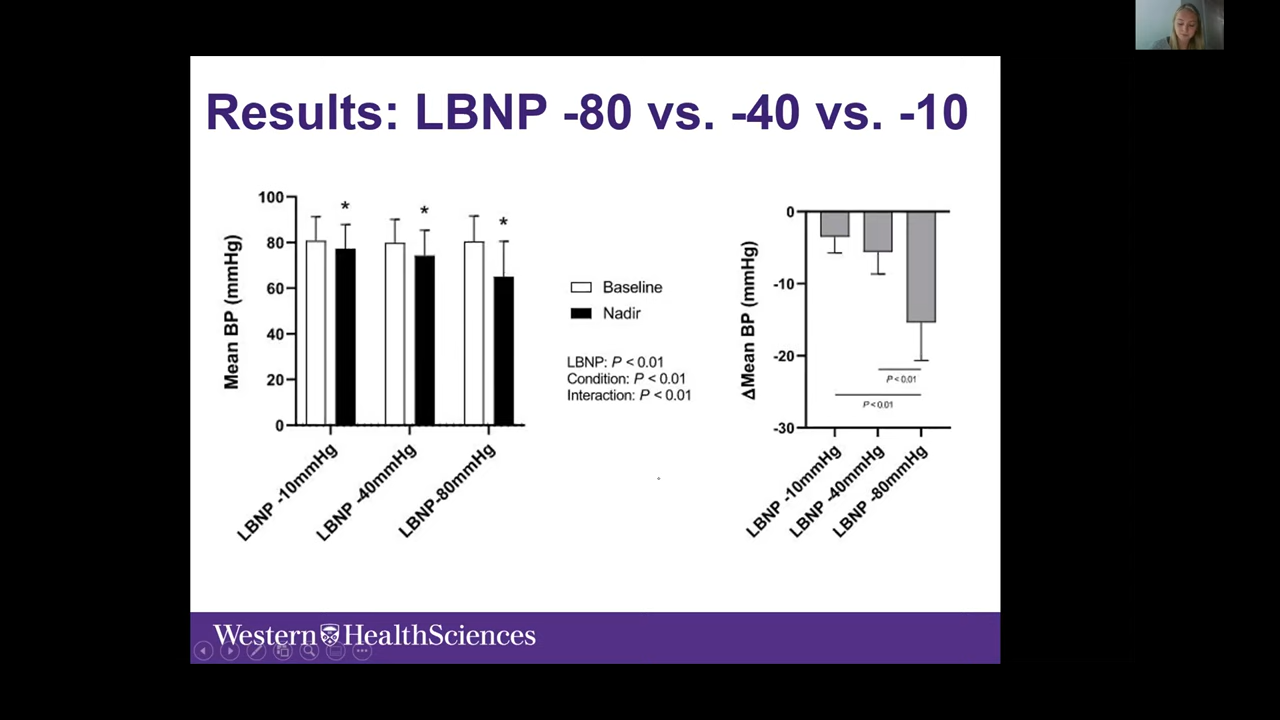 Results: LBNP -80 vs. -40 vs. -10
Mean BP (mmHg)
100
80
60
40
20
0
*
*
*
LBNP -10mmHg
LBNP -40mmHg
LBNP-80mmHg
Baseline
Nadir
LBNP: P < 0.01
Condition: P < 0.01
Interaction: P < 0.01
ΔMean BP (mmHg)
0
-10
-20
-30
P < 0.01
P < 0.01
LBNP -10mmHg
LBNP -40mmHg
LBNP -80mmHg
Western HealthSciences